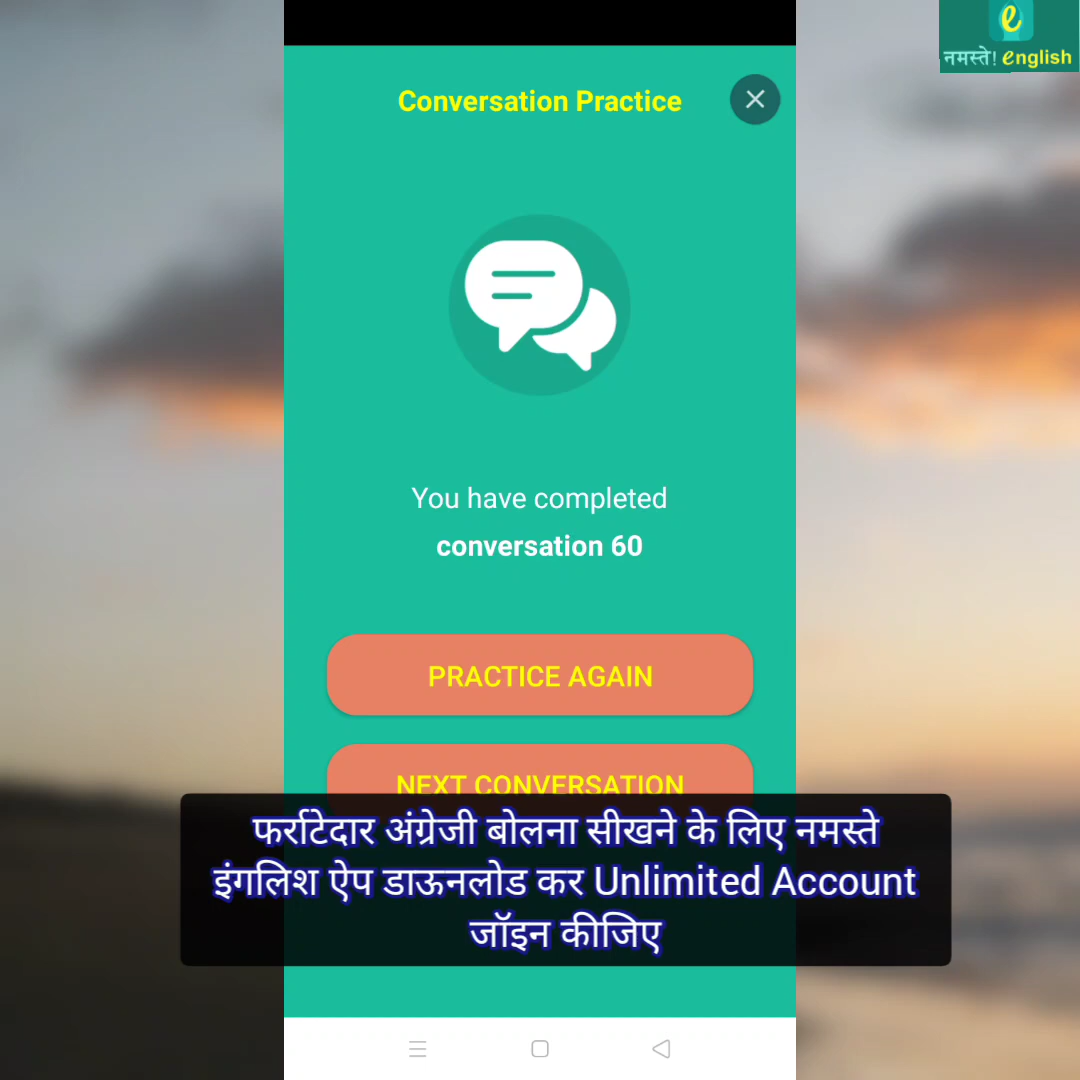 e
नमस्ते! english
Conversation Practice
You have completed
conversation 60
PRACTICE AGAIN
NEXT CONVERSATION
फर्राटेदार अंग्रेजी बोलना सीखने के लिए नमस्ते
इंगलिश ऐप डाऊनलोड कर Unlimited Account
जॉइन कीजिए